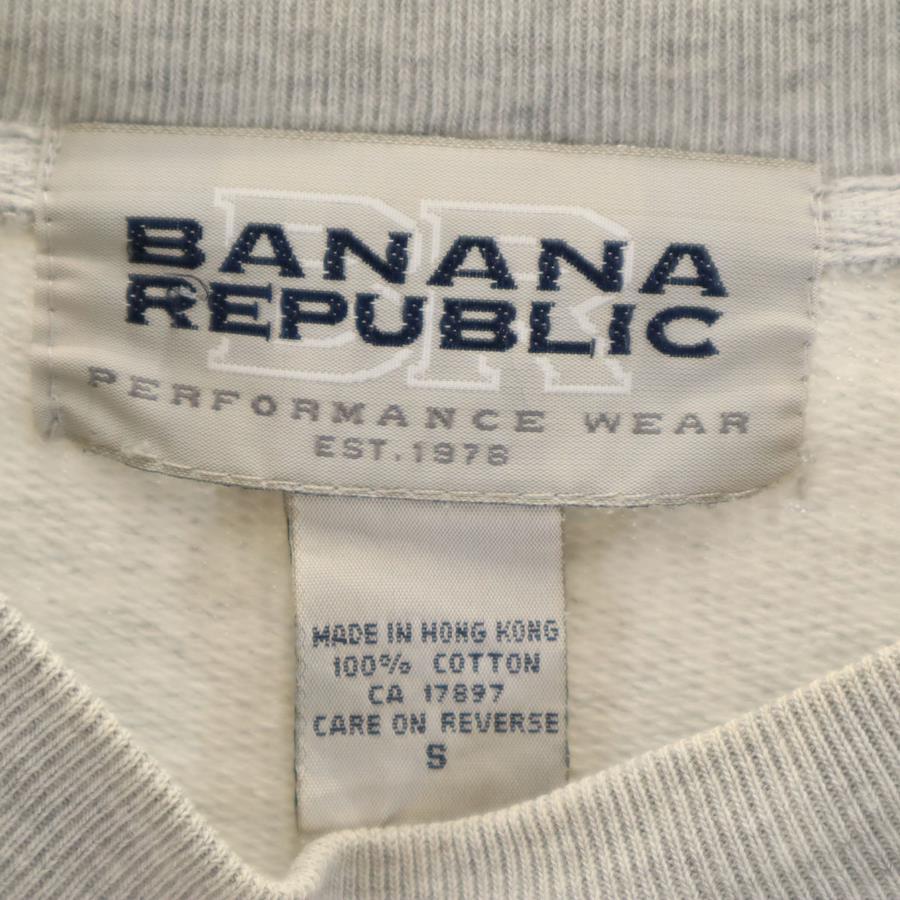 BR
BANANA
REPUBLIC
PERFORMANCE WEAR
EST.1978
MADE IN HONG KONG
100% COTTON
CA 17897
CARE ON REVERSE
S